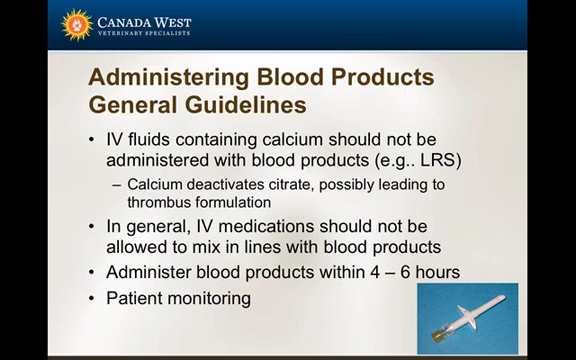 CANADA WEST
VETERINARY SPECIALISTS
Administering Blood Products
General Guidelines
• IV fluids containing calcium should not be
administered with blood products (e.g.. LRS)
– Calcium deactivates citrate, possibly leading to
thrombus formulation
• In general, IV medications should not be
allowed to mix in lines with blood products
• Administer blood products within 4 – 6 hours
• Patient monitoring